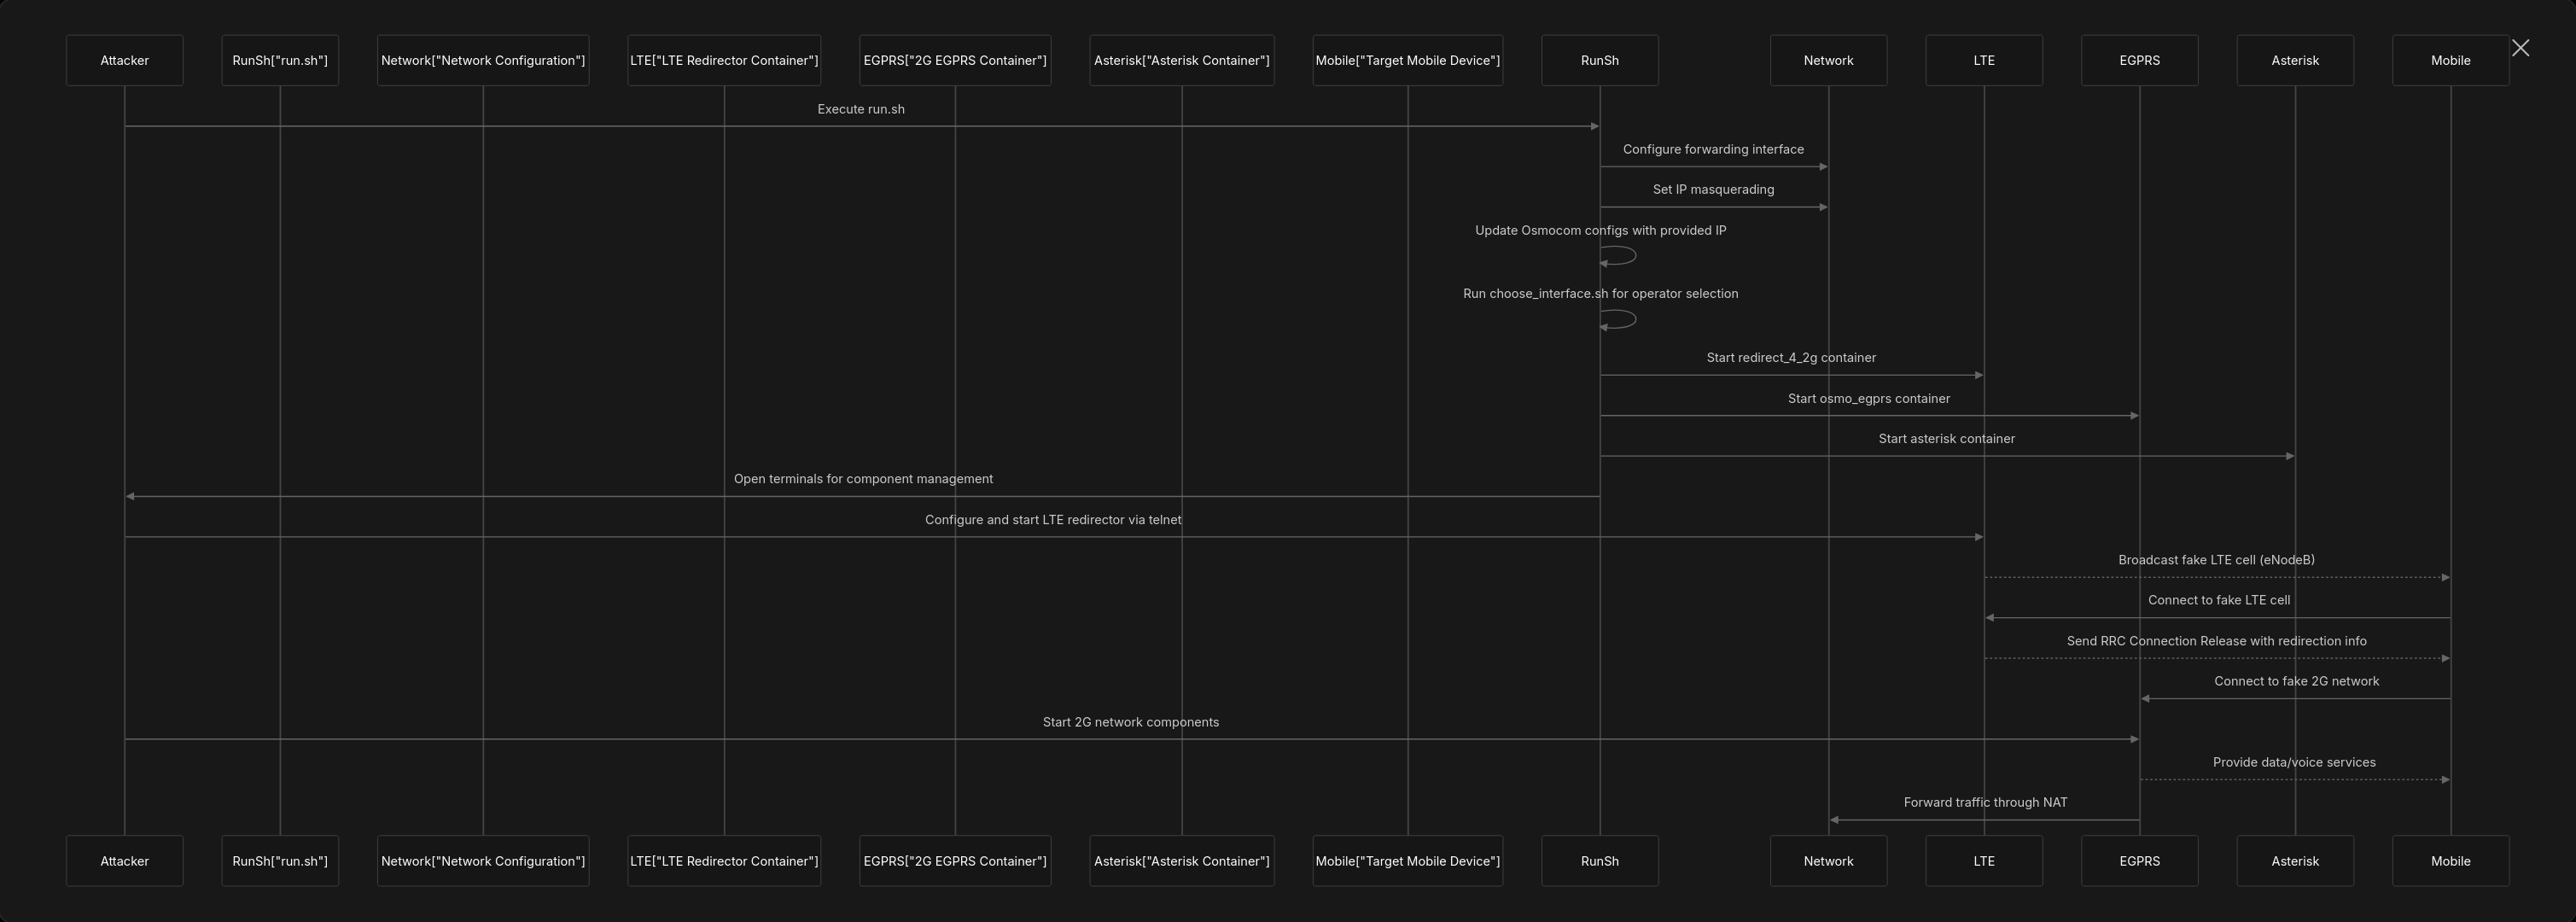 Attacker
RunSh["run.sh"]
Network["Network Configuration"]
LTE["LTE Redirector Container"]
EGPRS["2G EGPRS Container"]
Asterisk["Asterisk Container"]
Mobile["Target Mobile Device"]
RunSh
Network
LTE
EGPRS
Asterisk
Mobile
Execute run.sh
Configure forwarding interface
Set IP masquerading
Update Osmocom configs with provided IP
Run choose_interface.sh for operator selection
Start redirect_4_2g container
Start osmo_egprs container
Start asterisk container
Open terminals for component management
Configure and start LTE redirector via telnet
Broadcast fake LTE cell (eNodeB)
Connect to fake LTE cell
Send RRC Connection Release with redirection info
Connect to fake 2G network
Start 2G network components
Provide data/voice services
Forward traffic through NAT
Attacker
RunSh["run.sh"]
Network["Network Configuration"]
LTE["LTE Redirector Container"]
EGPRS["2G EGPRS Container"]
Asterisk["Asterisk Container"]
Mobile["Target Mobile Device"]
RunSh
Network
LTE
EGPRS
Asterisk
Mobile